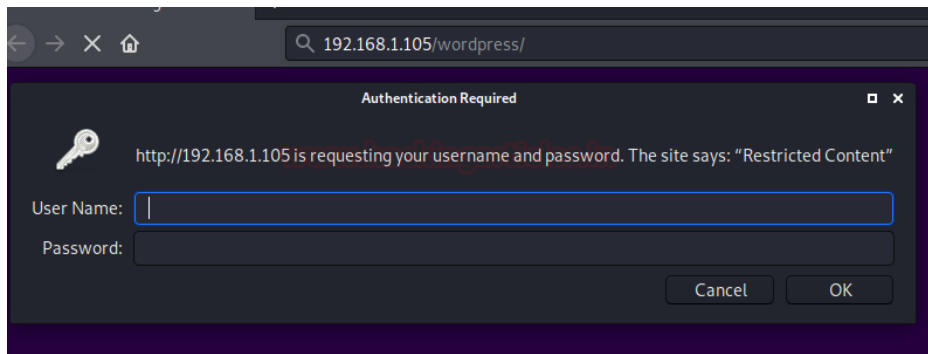 192.168.1.105/wordpress/
Authentication Required
http://192.168.1.105 is requesting your username and password. The site says: “Restricted Content”
User Name:
Password:
Cancel
OK